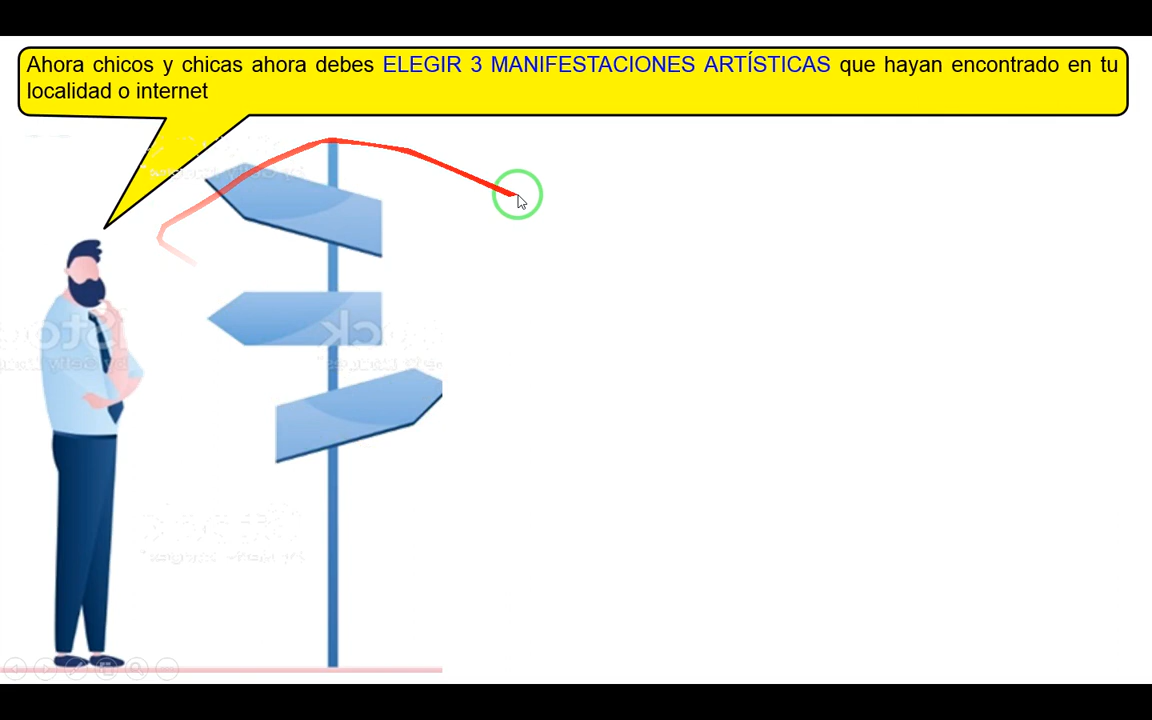 Ahora chicos y chicas ahora debes ELEGIR 3 MANIFESTACIONES ARTÍSTICAS que hayan encontrado en tu
localidad o internet